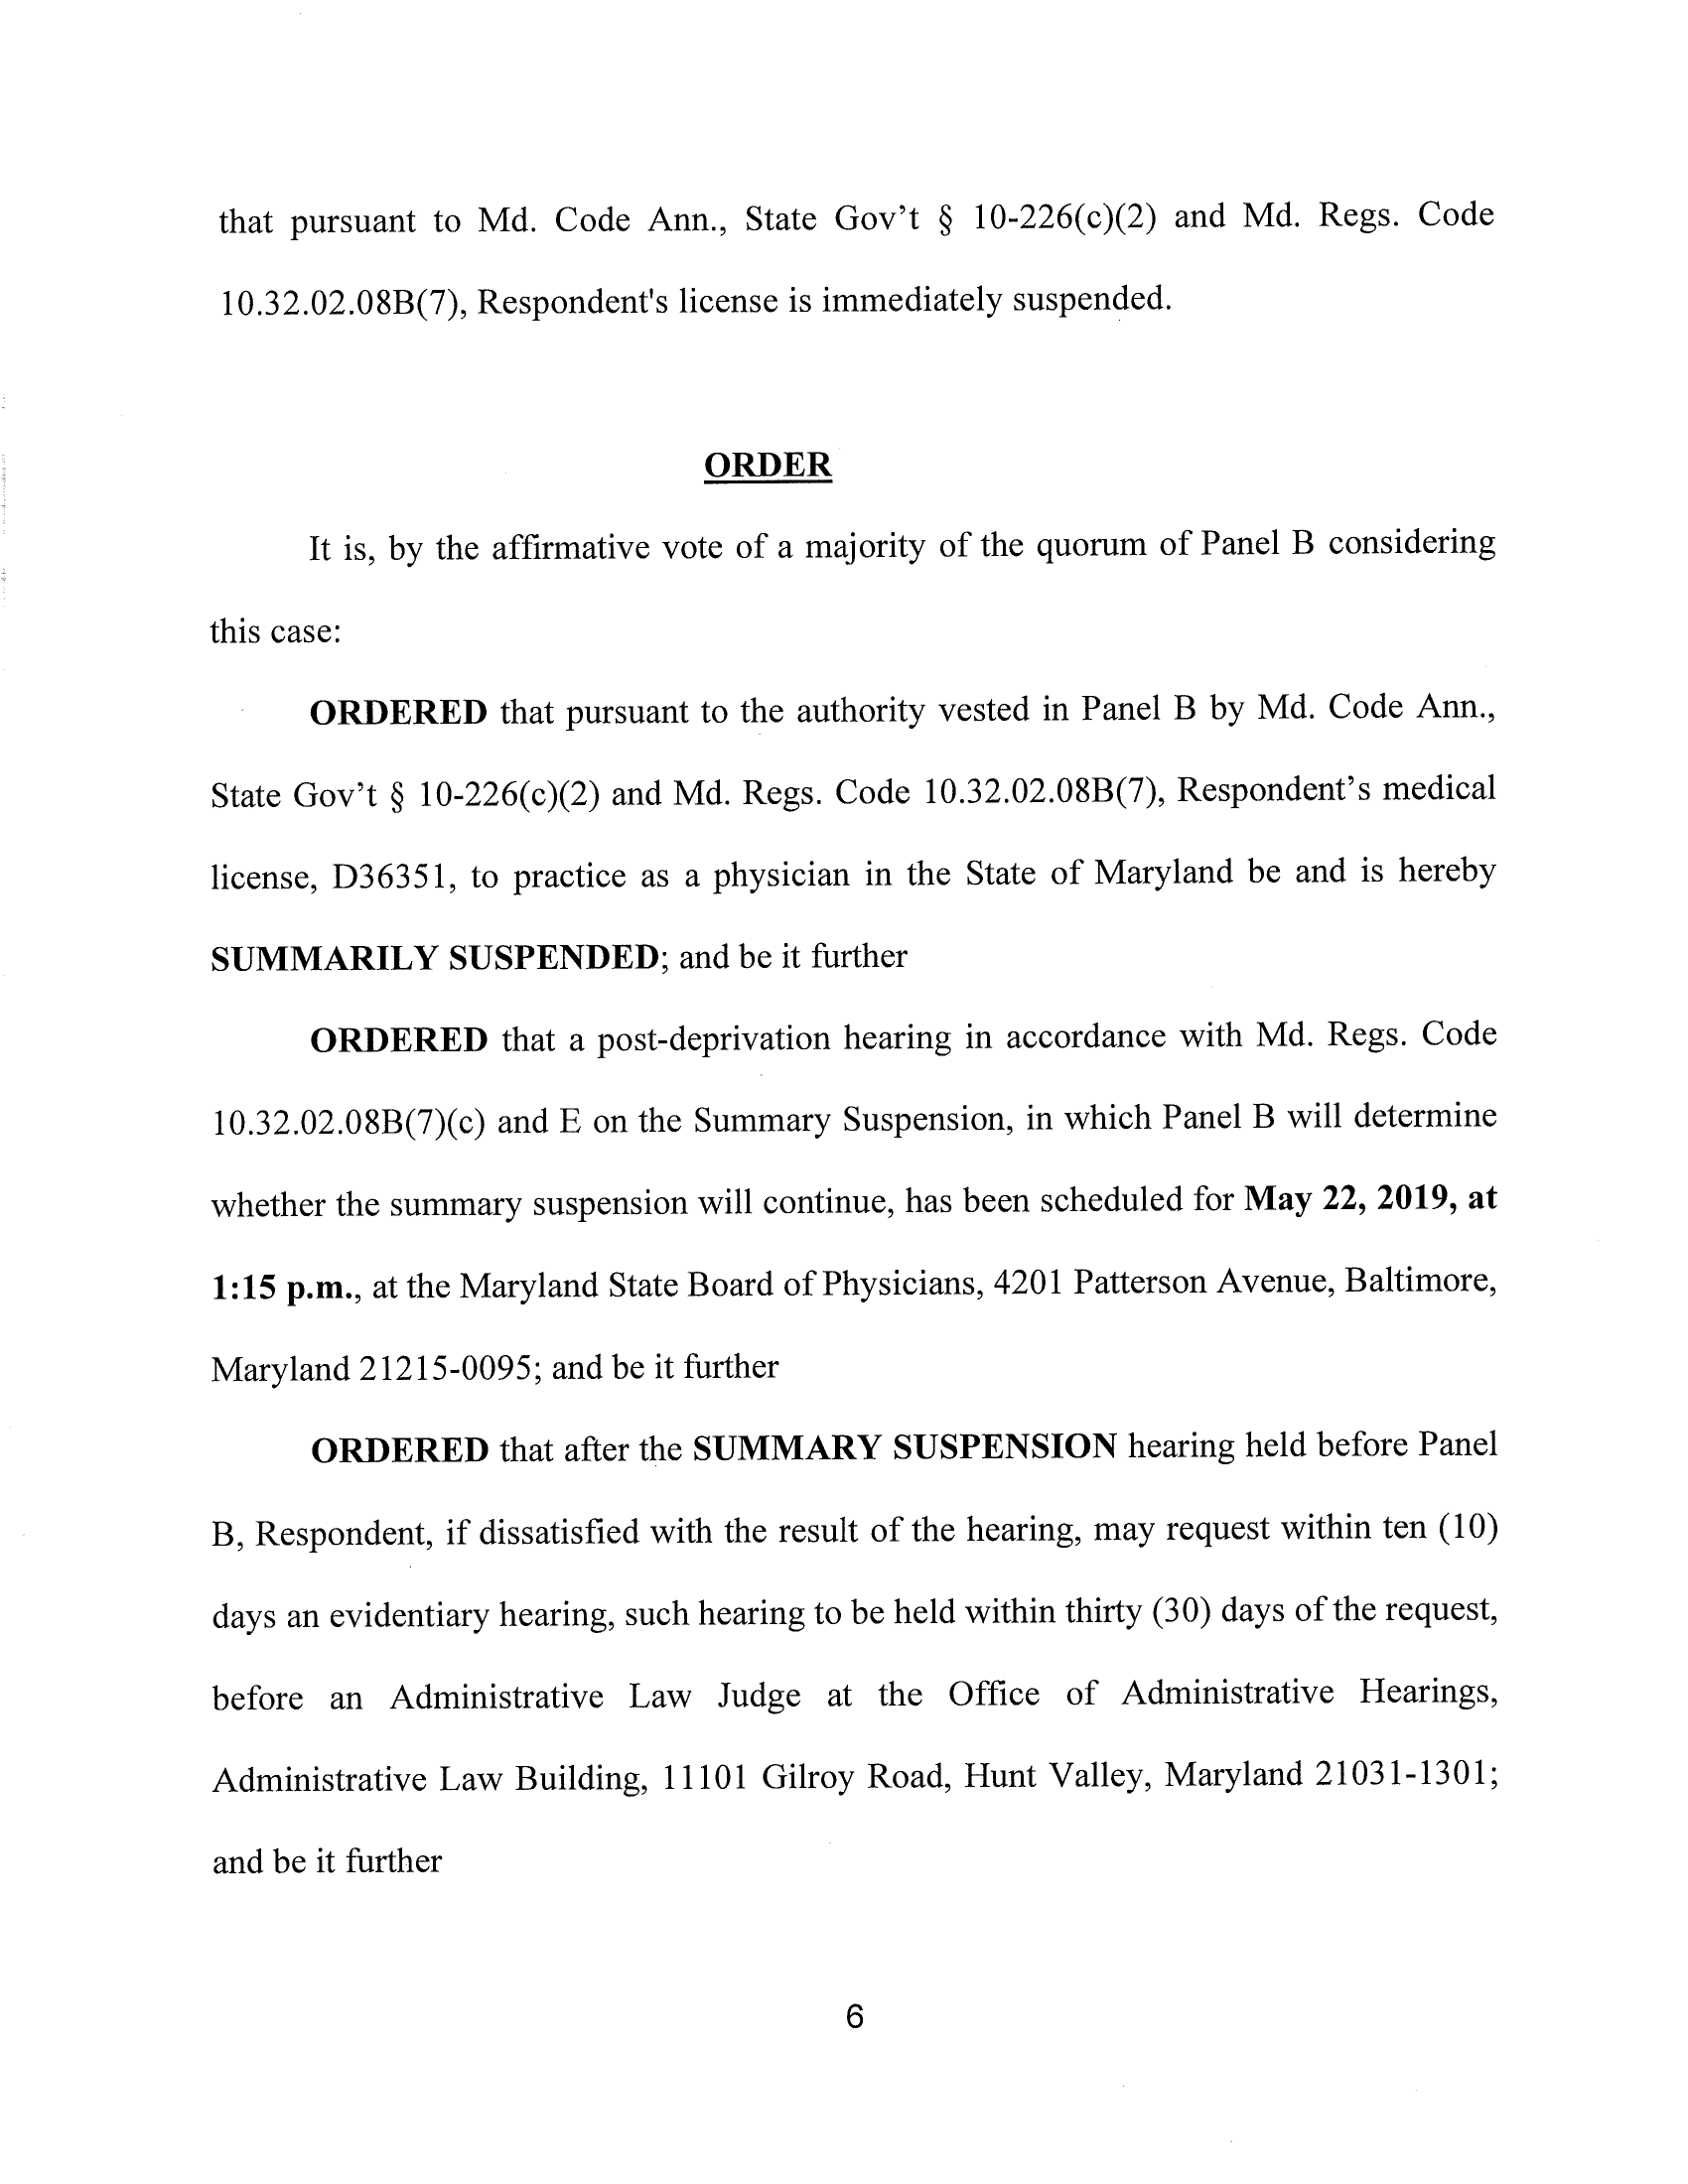 that pursuant to Md. Code Ann., State Gov't § 10-226(c)(2) and Md. Regs. Code
10.32.02.08B(7), Respondent's license is immediately suspended.
ORDER
It is, by the affirmative vote of a majority of the quorum of Panel B considering
this case:
ORDERED that pursuant to the authority vested in Panel B by Md. Code Ann.,
State Gov't § 10-226(c)(2) and Md. Regs. Code 10.32.02.08B(7), Respondent's medical
license, D36351, to practice as a physician in the State of Maryland be and is hereby
SUMMARILY SUSPENDED; and be it further
ORDERED that a post-deprivation hearing in accordance with Md. Regs. Code
10.32.02.08B(7)(c) and E on the Summary Suspension, in which Panel B will determine
whether the summary suspension will continue, has been scheduled for May 22, 2019, at
1:15 p.m., at the Maryland State Board of Physicians, 4201 Patterson Avenue, Baltimore,
Maryland 21215-0095; and be it further
ORDERED that after the SUMMARY SUSPENSION hearing held before Panel
B, Respondent, if dissatisfied with the result of the hearing, may request within ten (10)
days an evidentiary hearing, such hearing to be held within thirty (30) days of the request,
before an Administrative Law Judge at the Office of Administrative Hearings,
Administrative Law Building, 11101 Gilroy Road, Hunt Valley, Maryland 21031-1301;
and be it further
6